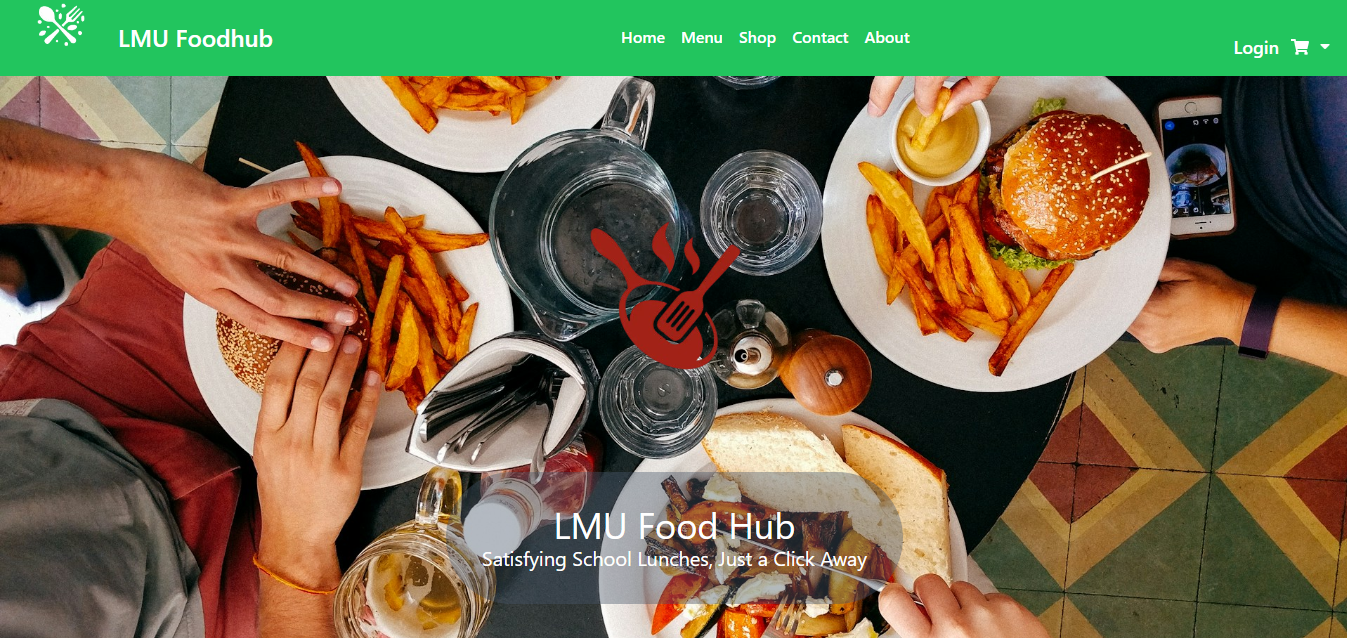 LMU Foodhub
Home Menu Shop Contact About
Login
LMU Food Hub
Satisfying School Lunches, Just a Click Away